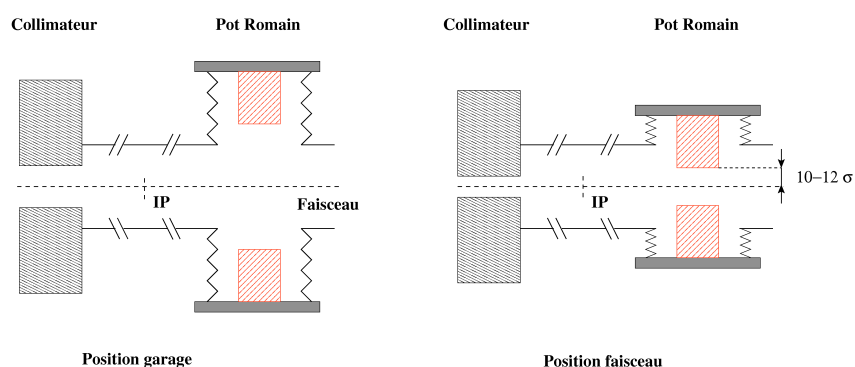 Collimateur Pot Romain
IP
Faisceau
Position garage
Collimateur Pot Romain
10−12 σ
IP
Position faisceau